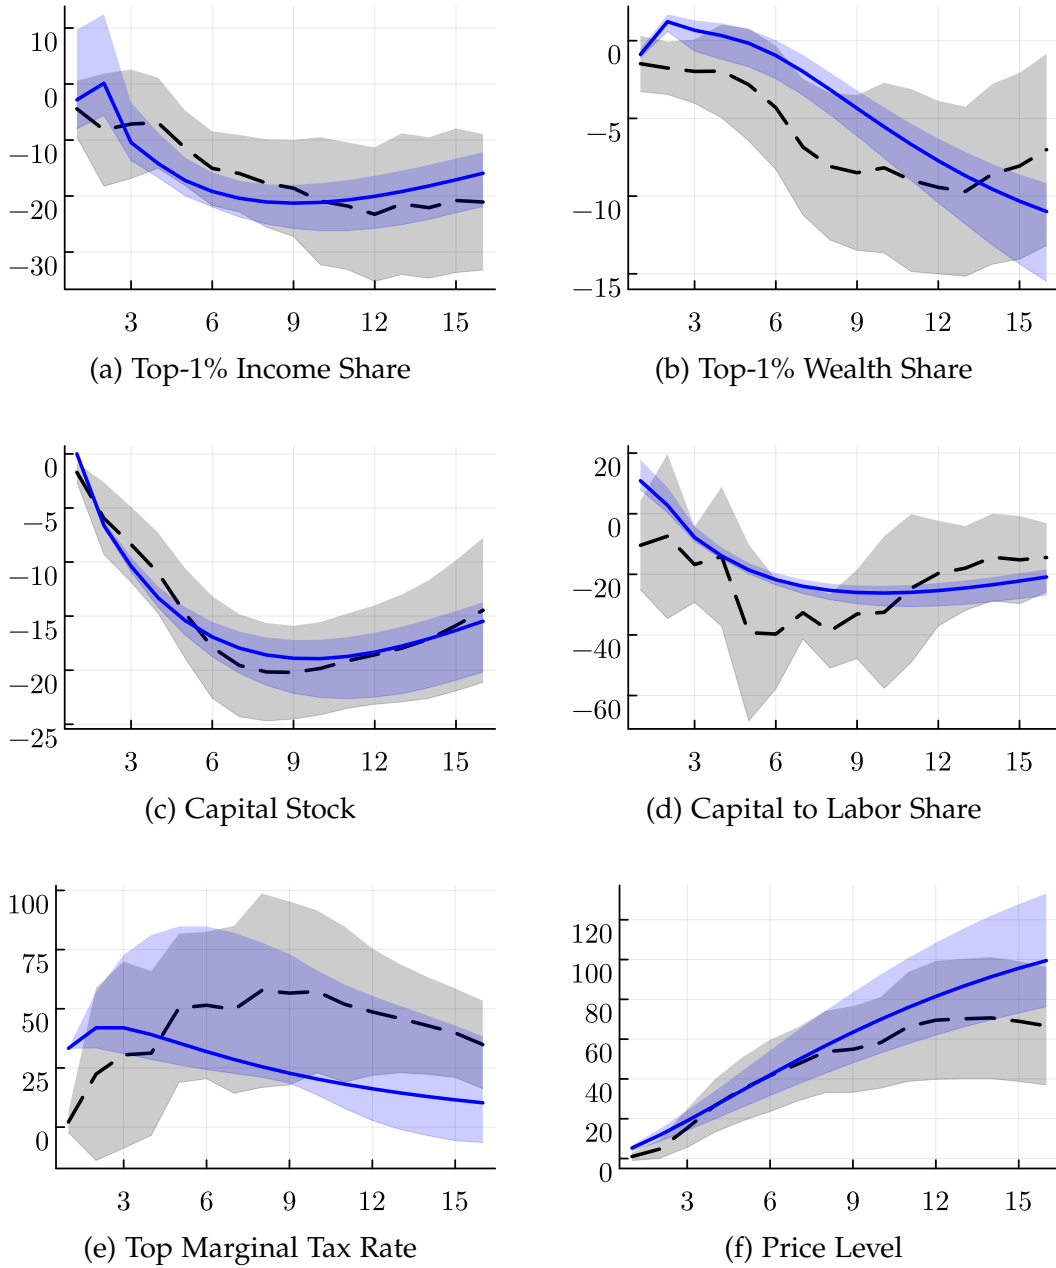 10
0
−10
−20
−30
3 6 9 12 15
(a) Top-1% Income Share
0
−5
−10
−15
3 6 9 12 15
(b) Top-1% Wealth Share
0
−5
−10
−15
−20
−25
3 6 9 12 15
(c) Capital Stock
20
0
−20
−40
−60
3 6 9 12 15
(d) Capital to Labor Share
100
75
50
25
0
3 6 9 12 15
(e) Top Marginal Tax Rate
120
100
80
60
40
20
0
3 6 9 12 15
(f) Price Level